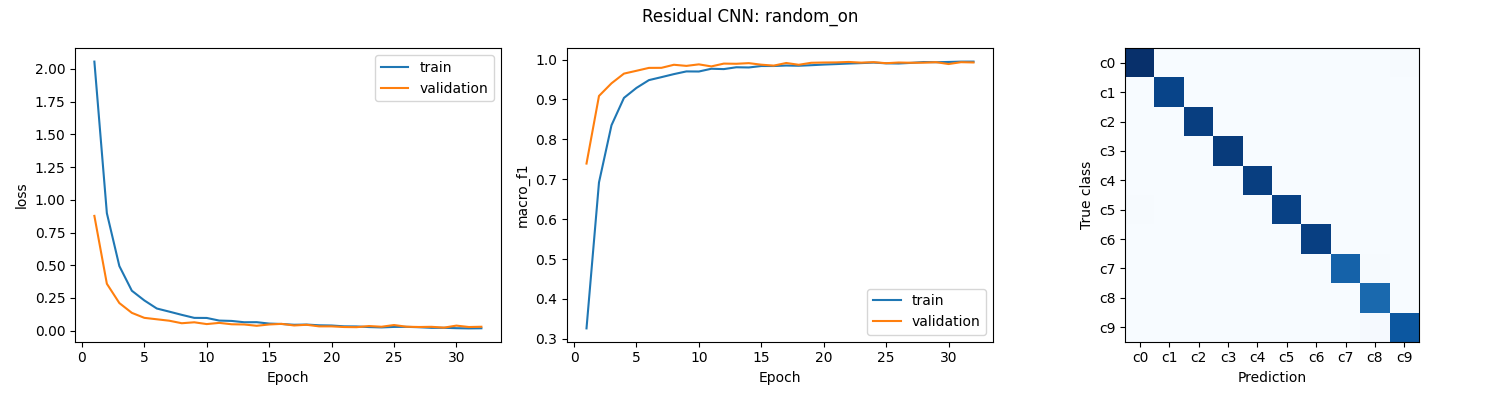 Residual CNN: random_on
2.00
1.75
1.50
1.25
1.00
0.75
0.50
0.25
0.00
loss
0 5 10 15 20 25 30
Epoch
train
validation
1.0
0.9
0.8
0.7
0.6
0.5
0.4
0.3
macro_f1
0 5 10 15 20 25 30
Epoch
train
validation
c0
c1
c2
c3
c4
c5
c6
c7
c8
c9
True class
c0 c1 c2 c3 c4 c5 c6 c7 c8 c9
Prediction